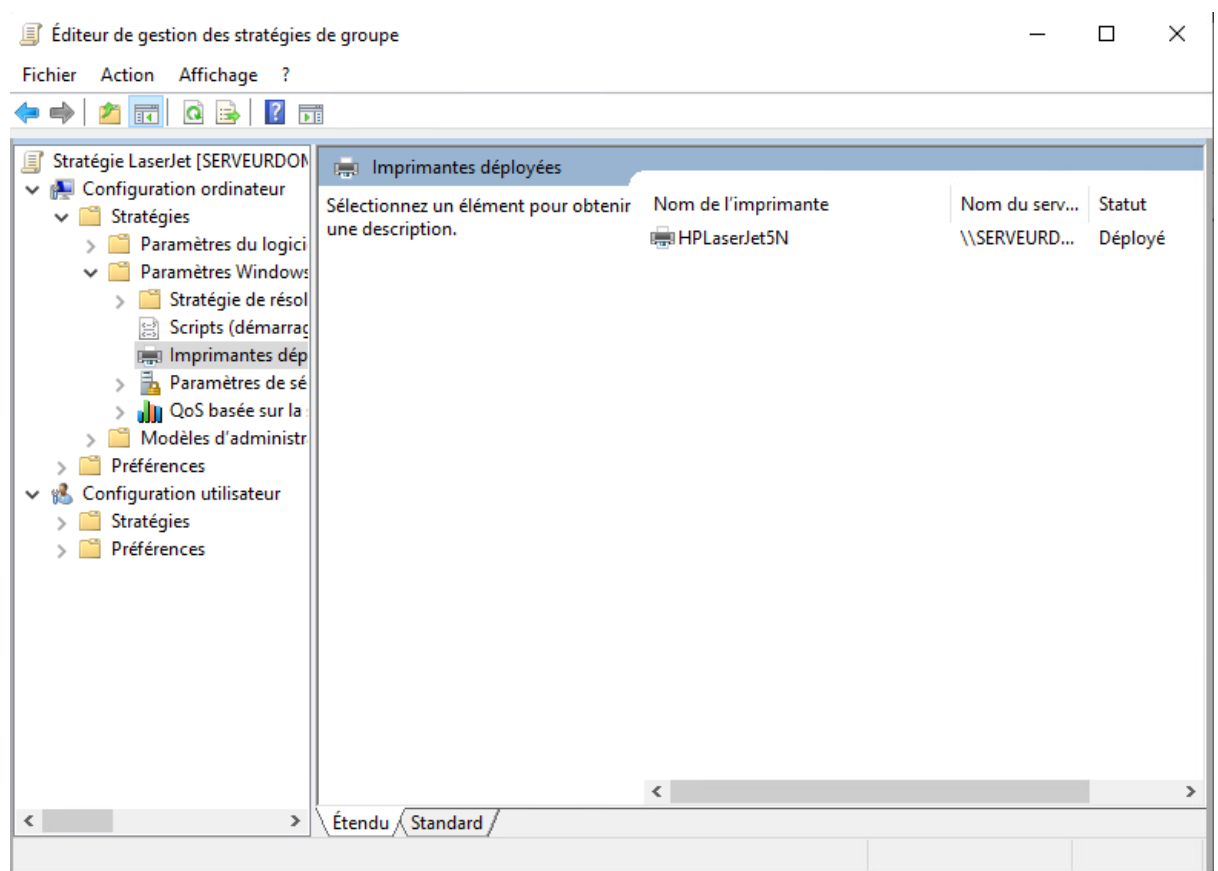 Éditeur de gestion des stratégies de groupe
Fichier Action Affichage ?
Stratégie LaserJet [SERVEURDOM
Configuration ordinateur
Stratégies
Paramètres du logici
Paramètres Windows
Stratégie de résol
Scripts (démarrag
Imprimantes dép
Paramètres de sé
QoS basée sur la
Modèles d'administr
Préférences
Configuration utilisateur
Stratégies
Préférences
Imprimantes déployées
Sélectionnez un élément pour obtenir
une description.
Nom de l'imprimante Nom du serv... Statut
HPLaserJet5N \\SERVEURD... Déployé
Étendu Standard